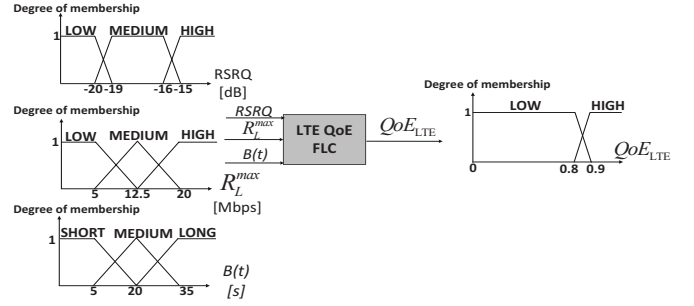 Degree of membership
1 LOW MEDIUM HIGH
-20 -19 -16 -15
RSRQ
[dB]
Degree of membership
1 LOW MEDIUM HIGH
5 12.5 20
R_L^max
[Mbps]
Degree of membership
1 SHORT MEDIUM LONG
5 20 35
B(t)
[s]
RSRQ
R_L^max
B(t)
LTE QoE
FLC
QoE_LTE
Degree of membership
1 LOW HIGH
0 0.8 0.9
QoE_LTE